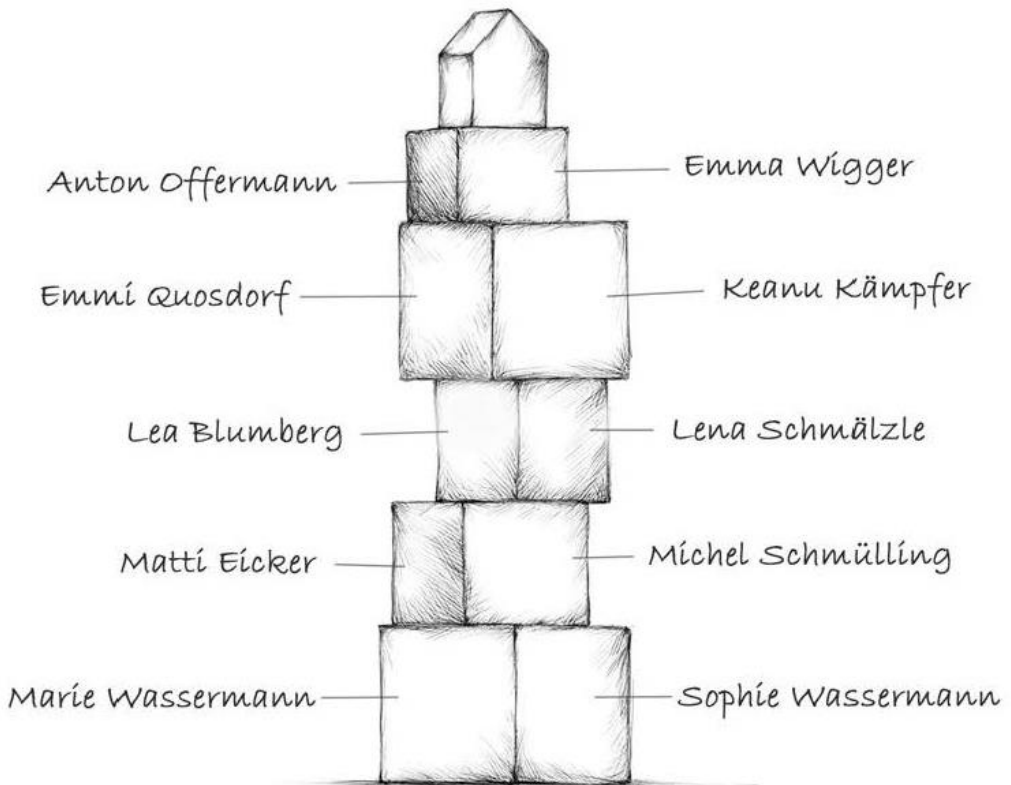 Anton Offermann
Emma Wigger
Emmi Quosdorf
Keanu Kämpfer
Lea Blumberg
Lena Schmälzle
Matti Eicker
Michel Schmülling
Marie Wassermann
Sophie Wassermann